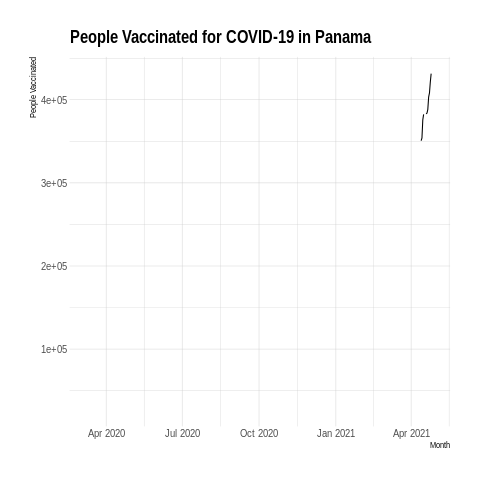 People Vaccinated for COVID-19 in Panama
People Vaccinated
4e+05
3e+05
2e+05
1e+05
Apr 2020 Jul 2020 Oct 2020 Jan 2021 Apr 2021
Month